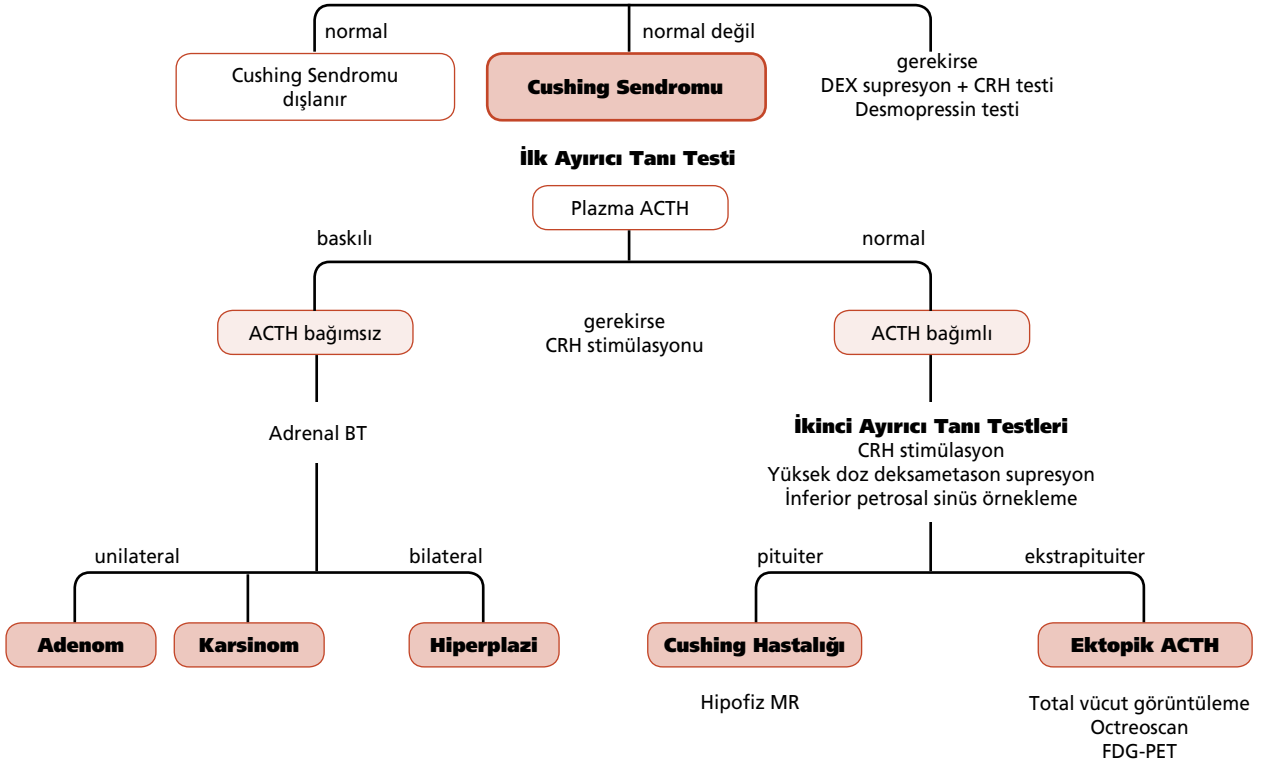 normal
normal değil
Cushing Sendromu
dışlanır
Cushing Sendromu
gerekirse
DEX supresyon + CRH testi
Desmopressin testi
İlk Ayırıcı Tanı Testi
Plazma ACTH
baskılı
normal
ACTH bağımsız
gerekirse
CRH stimülasyonu
ACTH bağımlı
Adrenal BT
İkinci Ayırıcı Tanı Testleri
CRH stimülasyon
Yüksek doz deksametason supresyon
İnferior petrosal sinüs örnekleme
unilateral
bilateral
pituiter
ekstrapituiter
Adenom
Karsinom
Hiperplazi
Cushing Hastalığı
Ektopik ACTH
Hipofiz MR
Total vücut görüntüleme
Octreoscan
FDG-PET